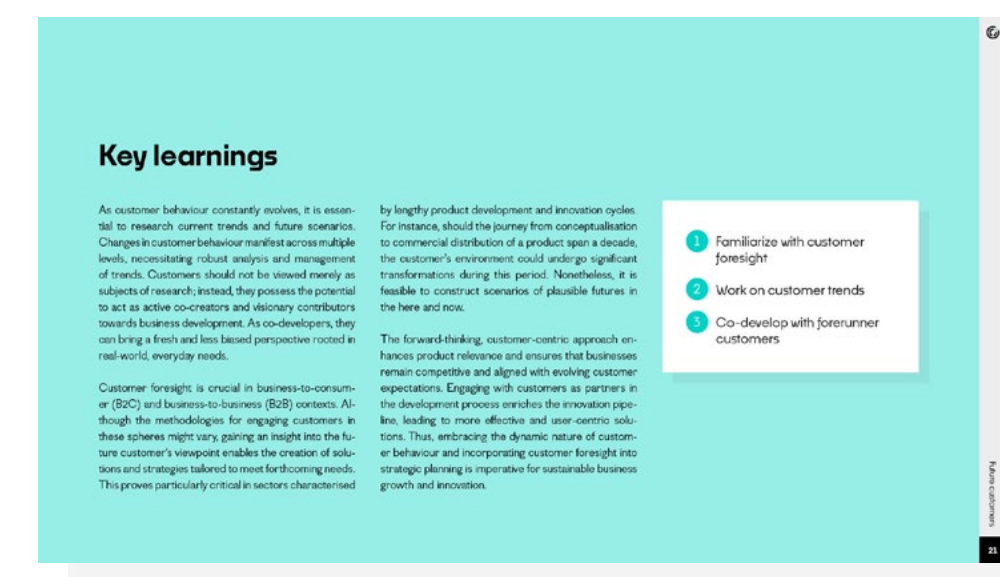 Key learnings
As customer behaviour constantly evolves, it is essen-
tial to research current trends and future scenarios.
Changes in customer behaviour manifest across multiple
levels, necessitating robust analysis and management
of trends. Customers should not be viewed merely as
subjects of research; instead, they possess the potential
to act as active co-creators and visionary contributors
towards business development. As co-developers, they
can bring a fresh and less biased perspective rooted in
real-world, everyday needs.
Customer foresight is crucial in business-to-consum-
er (B2C) and business-to-business (B2B) contexts. Al-
though the methodologies for engaging customers in
these spheres might vary, gaining an insight into the fu-
ture customer's viewpoint enables the creation of solu-
tions and strategies tailored to meet forthcoming needs.
This proves particularly critical in sectors characterised
by lengthy product development and innovation cycles.
For instance, should the journey from conceptualisation
to commercial distribution of a product span a decade,
the customer's environment could undergo significant
transformations during this period. Nonetheless, it is
feasible to construct scenarios of plausible futures in
the here and now.
The forward-thinking, customer-centric approach en-
hances product relevance and ensures that businesses
remain competitive and aligned with evolving customer
expectations. Engaging with customers as partners in
the development process enriches the innovation pipe-
line, leading to more effective and user-centric solu-
tions. Thus, embracing the dynamic nature of custom-
er behaviour and incorporating customer foresight into
strategic planning is imperative for sustainable business
growth and innovation.
1 Familiarize with customer
foresight
2 Work on customer trends
3 Co-develop with forerunner
customers
Future customers
21